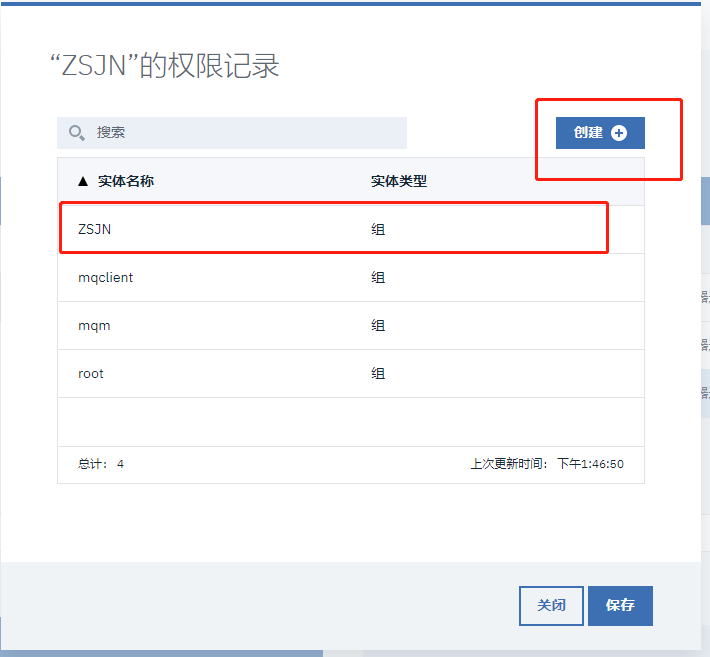 “ZSJN”的权限记录
搜索
创建
▲ 实体名称 实体类型
ZSJN 组
mqclient 组
mqm 组
root 组
总计： 4 上次更新时间： 下午1:46:50
关闭 保存